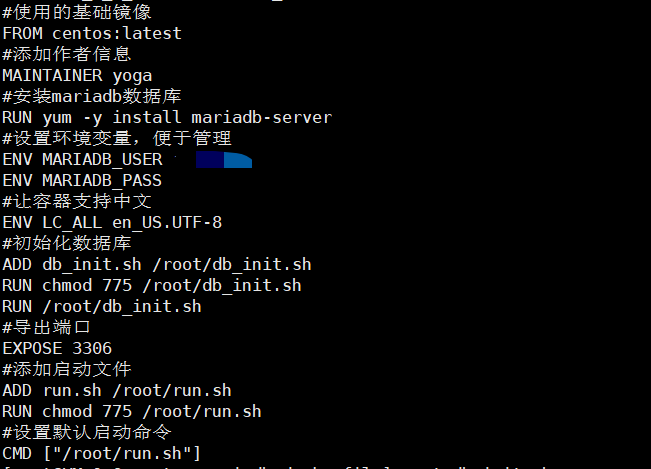 #使用的基础镜像
FROM centos:latest
#添加作者信息
MAINTAINER yoga
#安装mariadb数据库
RUN yum -y install mariadb-server
#设置环境变量，便于管理
ENV MARIADB_USER
ENV MARIADB_PASS
#让容器支持中文
ENV LC_ALL en_US.UTF-8
#初始化数据库
ADD db_init.sh /root/db_init.sh
RUN chmod 775 /root/db_init.sh
RUN /root/db_init.sh
#导出端口
EXPOSE 3306
#添加启动文件
ADD run.sh /root/run.sh
RUN chmod 775 /root/run.sh
#设置默认启动命令
CMD ["/root/run.sh"]